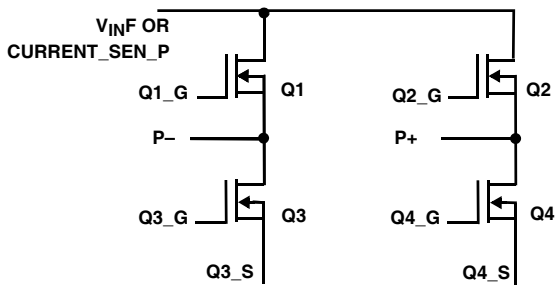 VINF OR
CURRENT_SEN_P
Q1_G
Q1
Q2_G
Q2
P–
P+
Q3_G
Q3
Q4_G
Q4
Q3_S
Q4_S